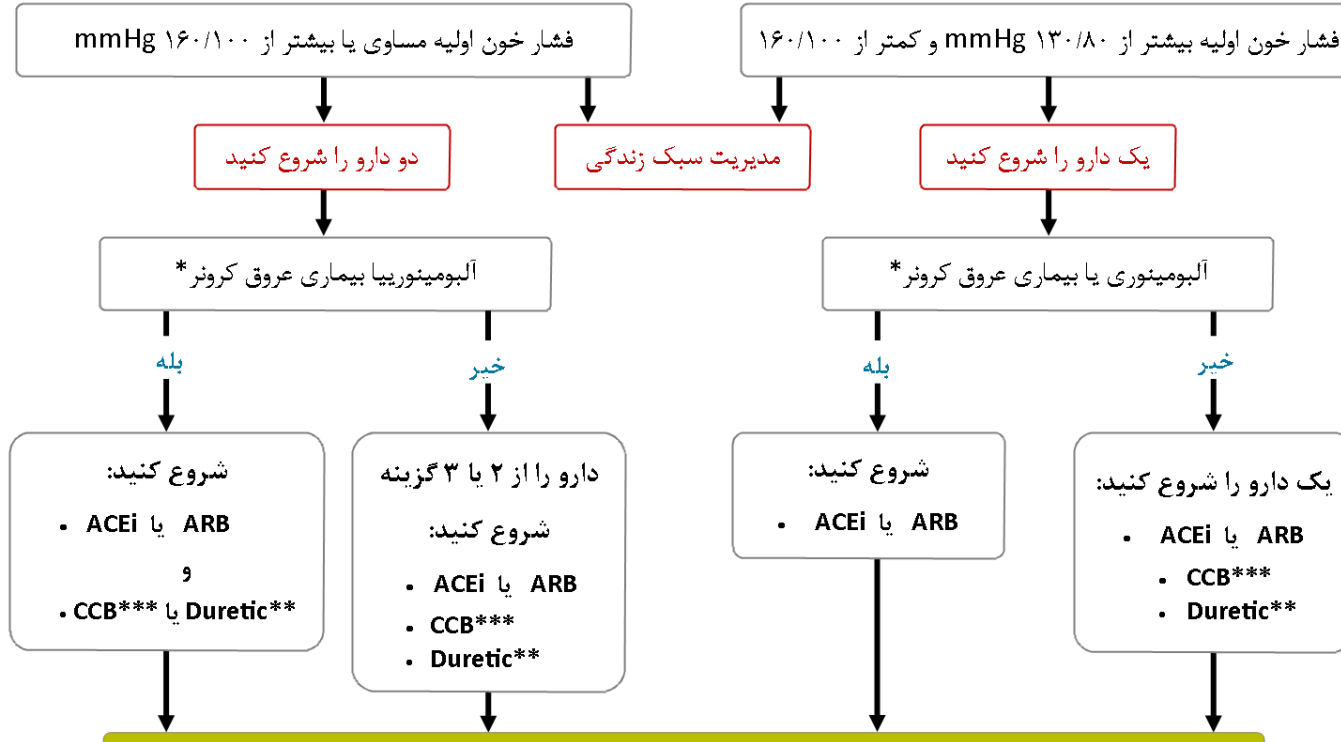 فشار خون اولیه بیشتر از ۱۳۰/۸۰ mmHg و کمتر از ۱۶۰/۱۰۰
فشار خون اولیه مساوی یا بیشتر از ۱۶۰/۱۰۰ mmHg
یک دارو را شروع کنید
مدیریت سبک زندگی
دو دارو را شروع کنید
آلبومینوری یا بیماری عروق کرونر*
آلبومینورییا بیماری عروق کرونر*
خیر
بله
خیر
بله
یک دارو را شروع کنید:
• ACEi یا ARB
• CCB***
• Duretic**
شروع کنید:
• ACEi یا ARB
دارو را از ۲ یا ۳ گزینه
شروع کنید:
• ACEi یا ARB
• CCB***
• Duretic**
شروع کنید:
• ACEi یا ARB
و
• CCB*** یا Duretic**